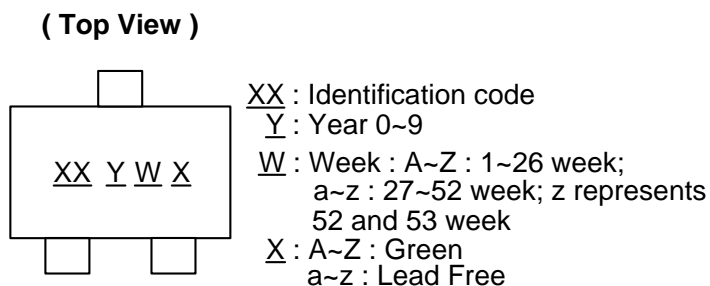 ( Top View )
XX Y W X
XX : Identification code
Y : Year 0~9
W : Week : A~Z : 1~26 week;
a~z : 27~52 week; z represents
52 and 53 week
X : A~Z : Green
a~z : Lead Free